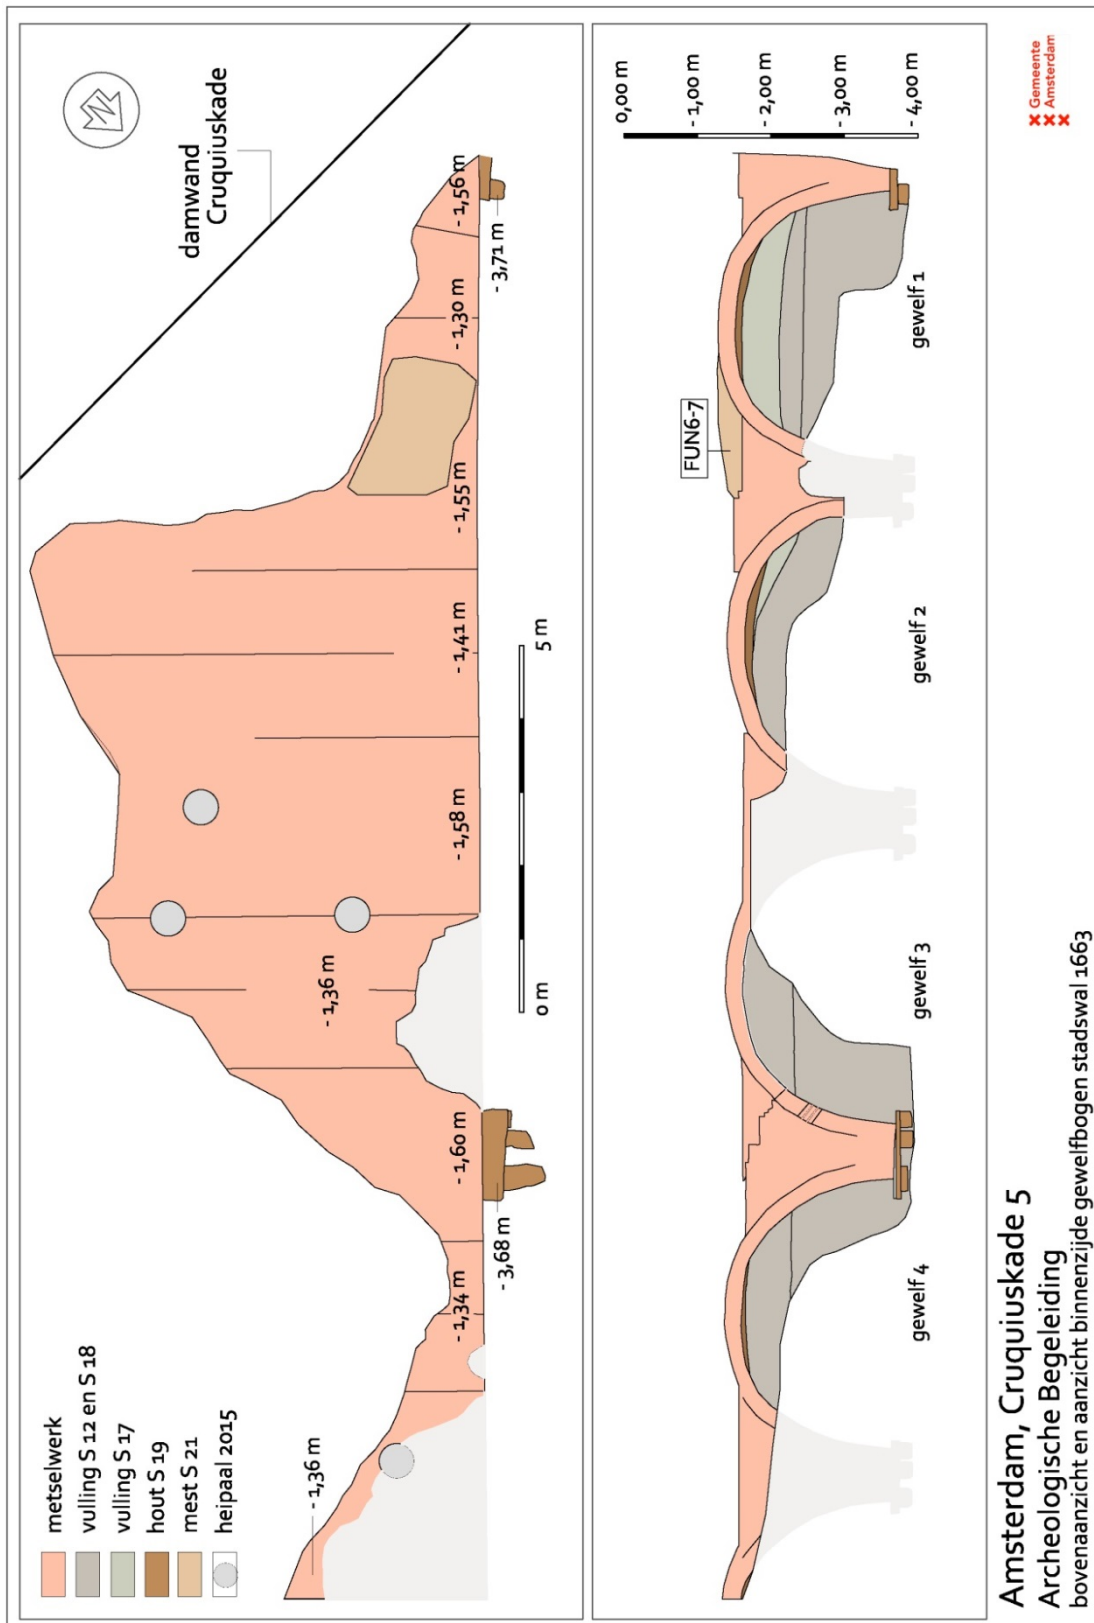 metselwerk
vulling S 12 en S 18
vulling S 17
hout S 19
mest S 21
heipaal 2015
damwand
Cruquiuskade
- 1,36 m
- 1,34 m
- 3,68 m
- 1,60 m
- 1,36 m
- 1,58 m
- 1,41 m
- 1,55 m
- 1,30 m
- 1,56 m
- 3,71 m
0 m
5 m
0,00 m
- 1,00 m
- 2,00 m
- 3,00 m
- 4,00 m
FUN6-7
gewelf 4
gewelf 3
gewelf 2
gewelf 1
Amsterdam, Cruquiuskade 5
Archeologische Begeleiding
bovenaanzicht en aanzicht binnenzijde gewelfbogen stadswal 1663
Gemeente
Amsterdam